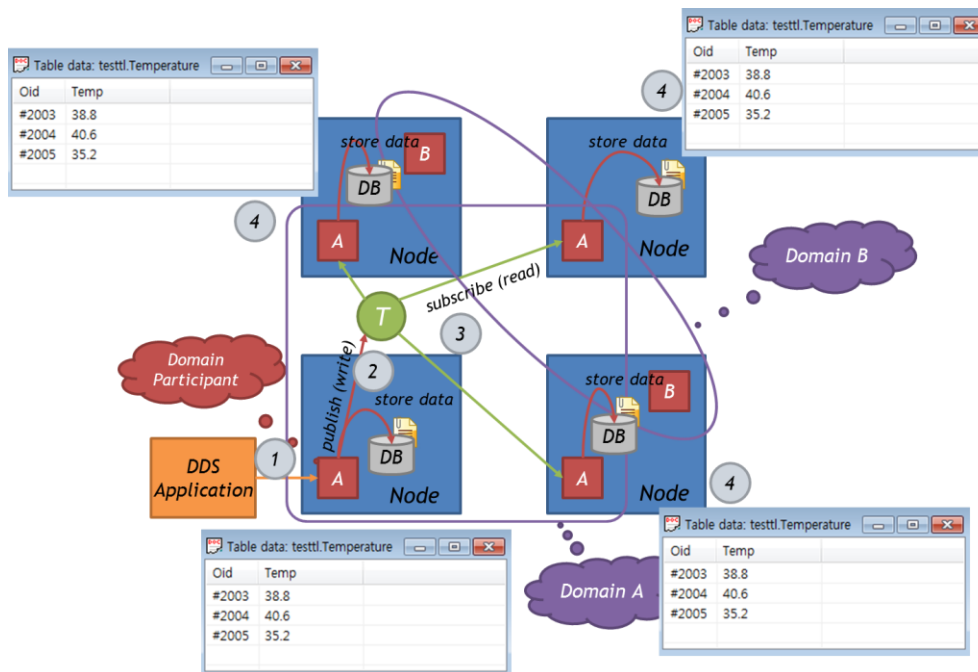 Table data: testtl.Temperature
Oid Temp
#2003 38.8
#2004 40.6
#2005 35.2
Table data: testtl.Temperature
Oid Temp
#2003 38.8
#2004 40.6
#2005 35.2
4
store data
B
DB
A
Node
4
store data
DB
A
Node
Domain B
T
subscribe (read)
3
Domain
Participant
publish (write)
2
store data
DB
A
Node
1
DDS
Application
store data
B
DB
A
Node
4
Domain A
Table data: testtl.Temperature
Oid Temp
#2003 38.8
#2004 40.6
#2005 35.2
Table data: testtl.Temperature
Oid Temp
#2003 38.8
#2004 40.6
#2005 35.2